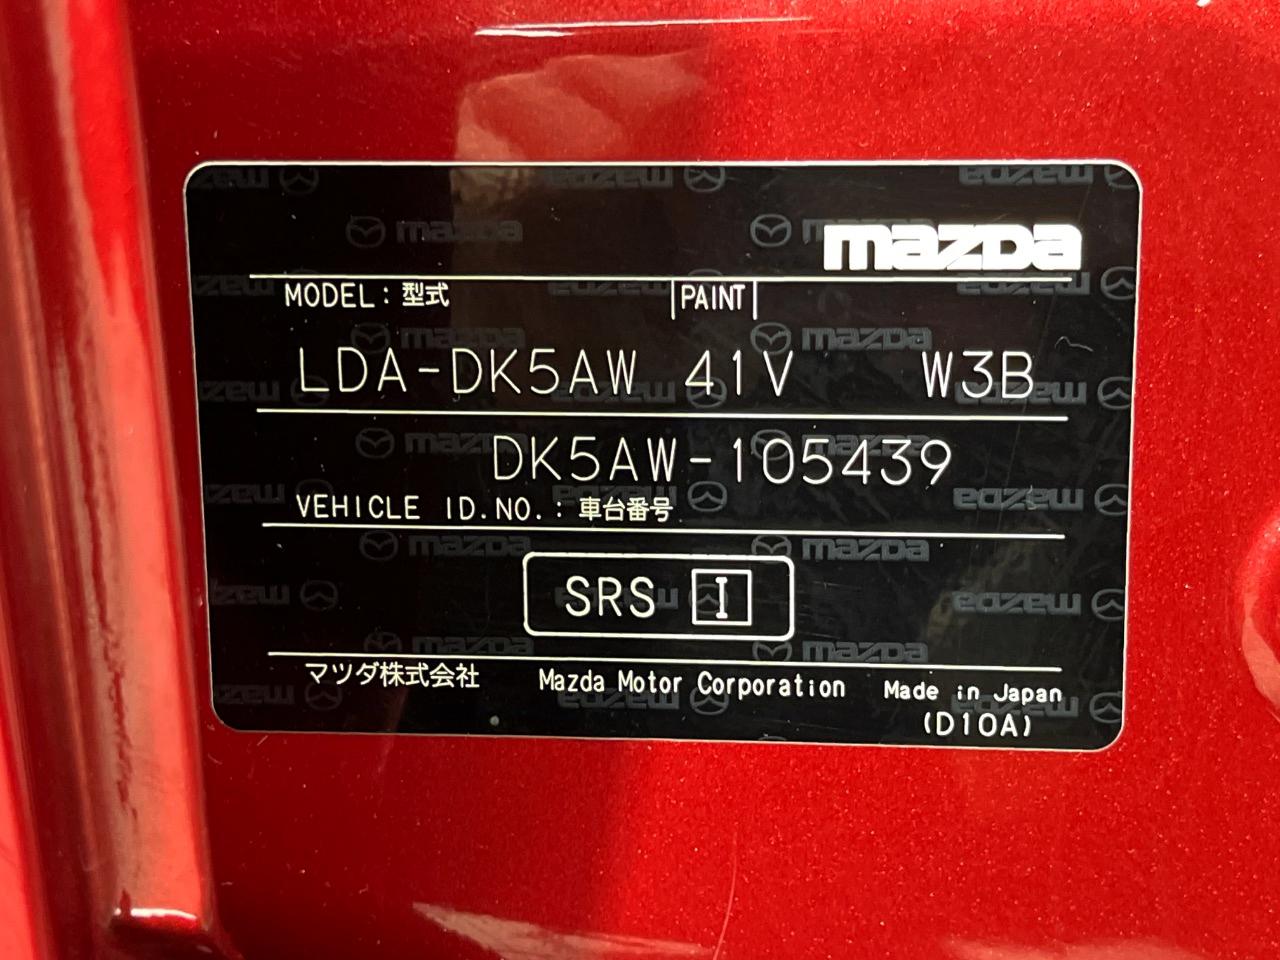 mazda
MODEL : 型式 |PAINT|
LDA-DK5AW 41V W3B
DK5AW-105439
VEHICLE ID.NO. : 車台番号
SRS I
マツダ株式会社 Mazda Motor Corporation Made in Japan
(D10A)